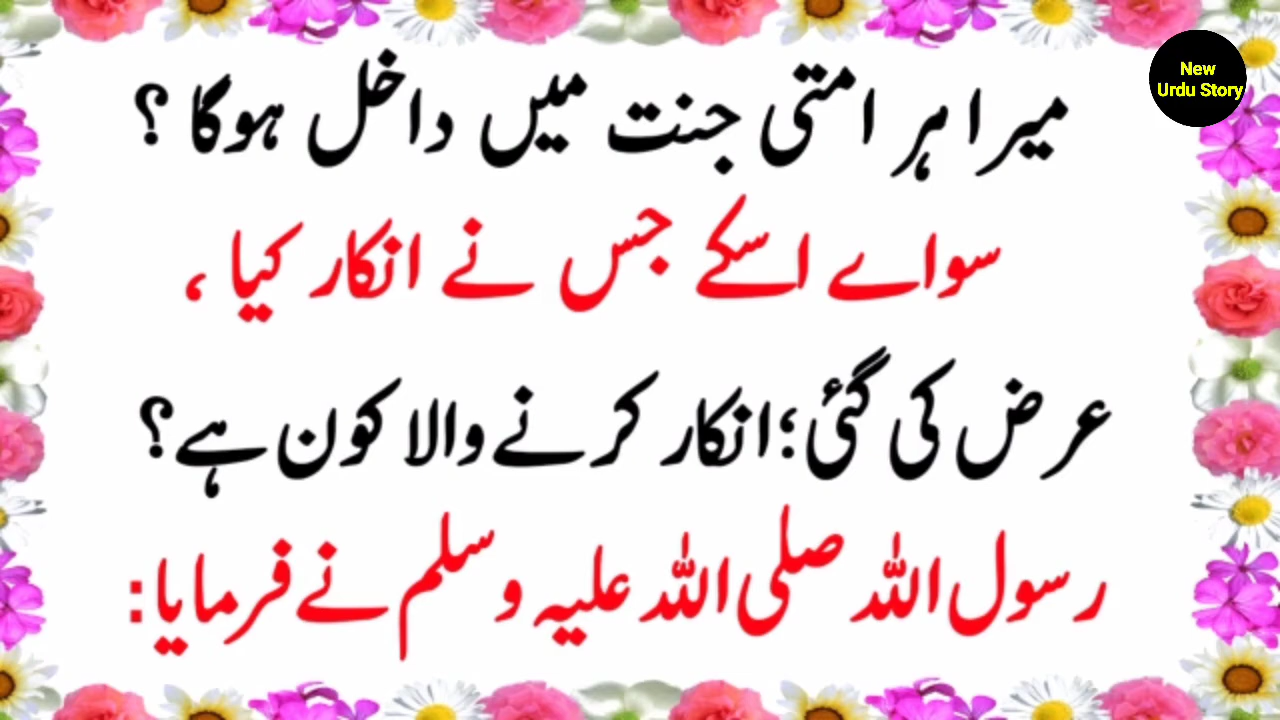 New
Urdu Story
میرا ہر امتی جنت میں داخل ہوگا ؟
سواے اسکے جس نے انکار کیا ،
عرض کی گئی؛ انکار کرنے والا کون ہے؟
رسول اللہ صلی اللہ علیہ وسلم نے فرمایا: